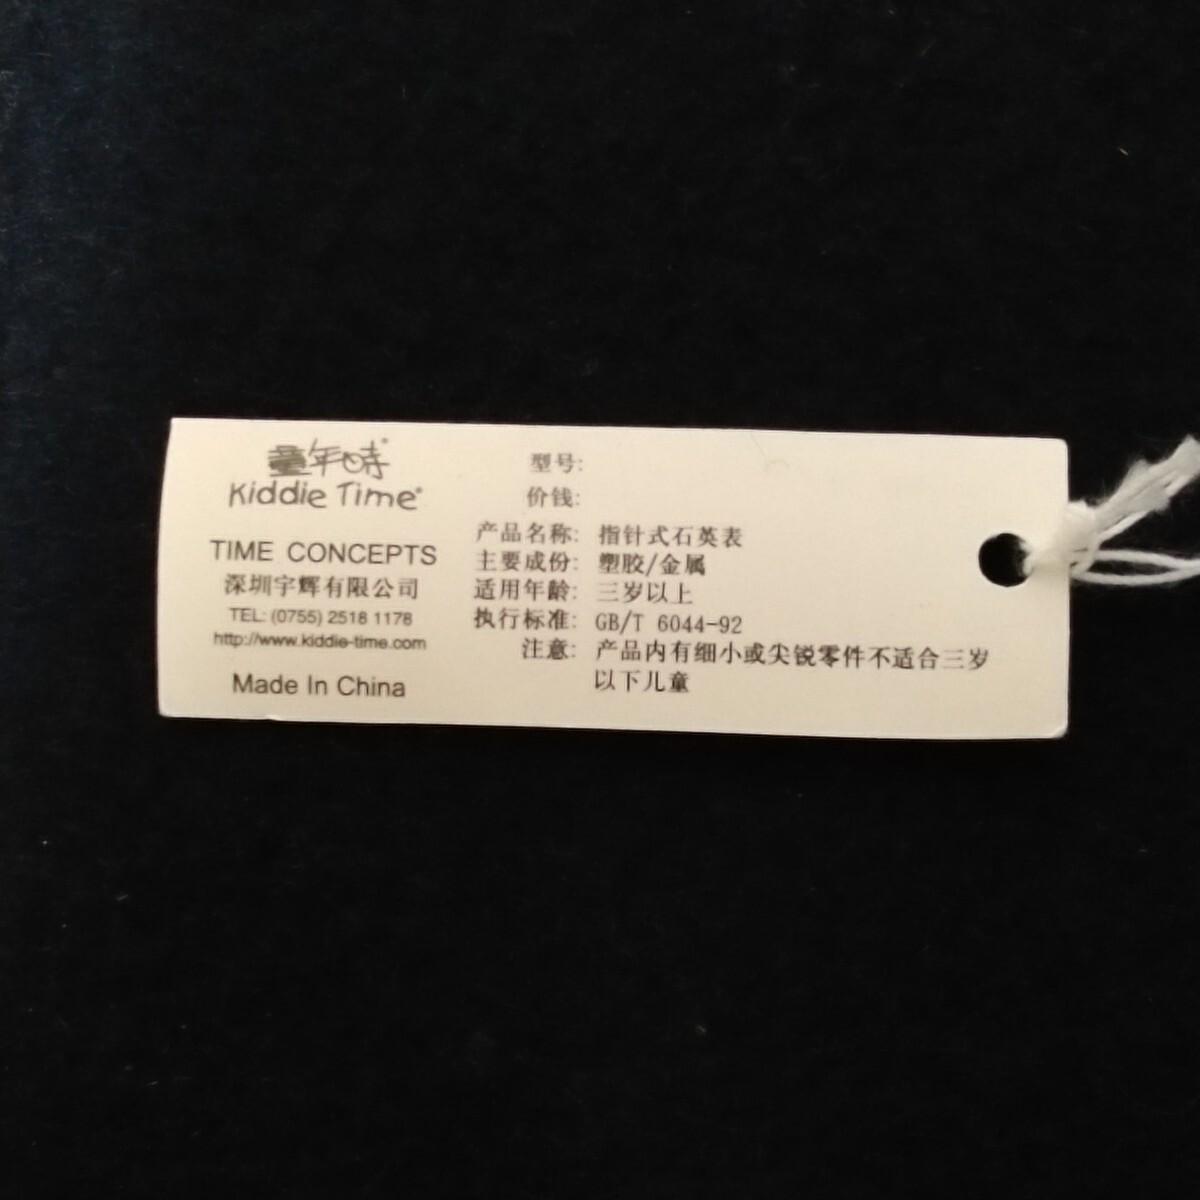 童年時®
Kiddie Time®
TIME CONCEPTS
深圳宇辉有限公司
TEL: (0755) 2518 1178
http://www.kiddie-time.com
Made In China
型号:
价钱:
产品名称: 指针式石英表
主要成份: 塑胶/金属
适用年龄: 三岁以上
执行标准: GB/T 6044-92
注意: 产品内有细小或尖锐零件不适合三岁
以下儿童